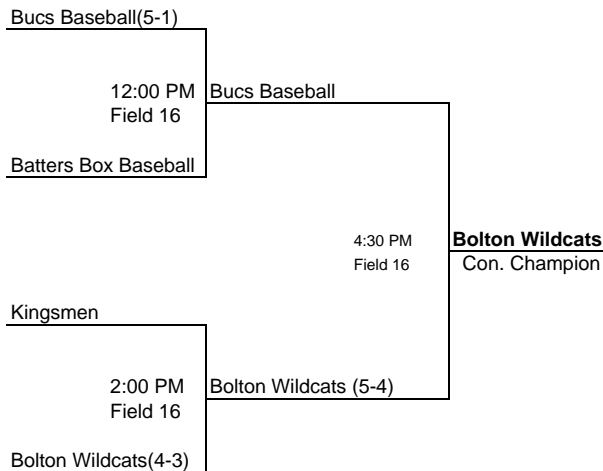 Bucs Baseball(5-1)
12:00 PM
Field 16
Bucs Baseball
Batters Box Baseball
4:30 PM
Field 16
Bolton Wildcats
Con. Champion
Kingsmen
2:00 PM
Field 16
Bolton Wildcats (5-4)
Bolton Wildcats(4-3)